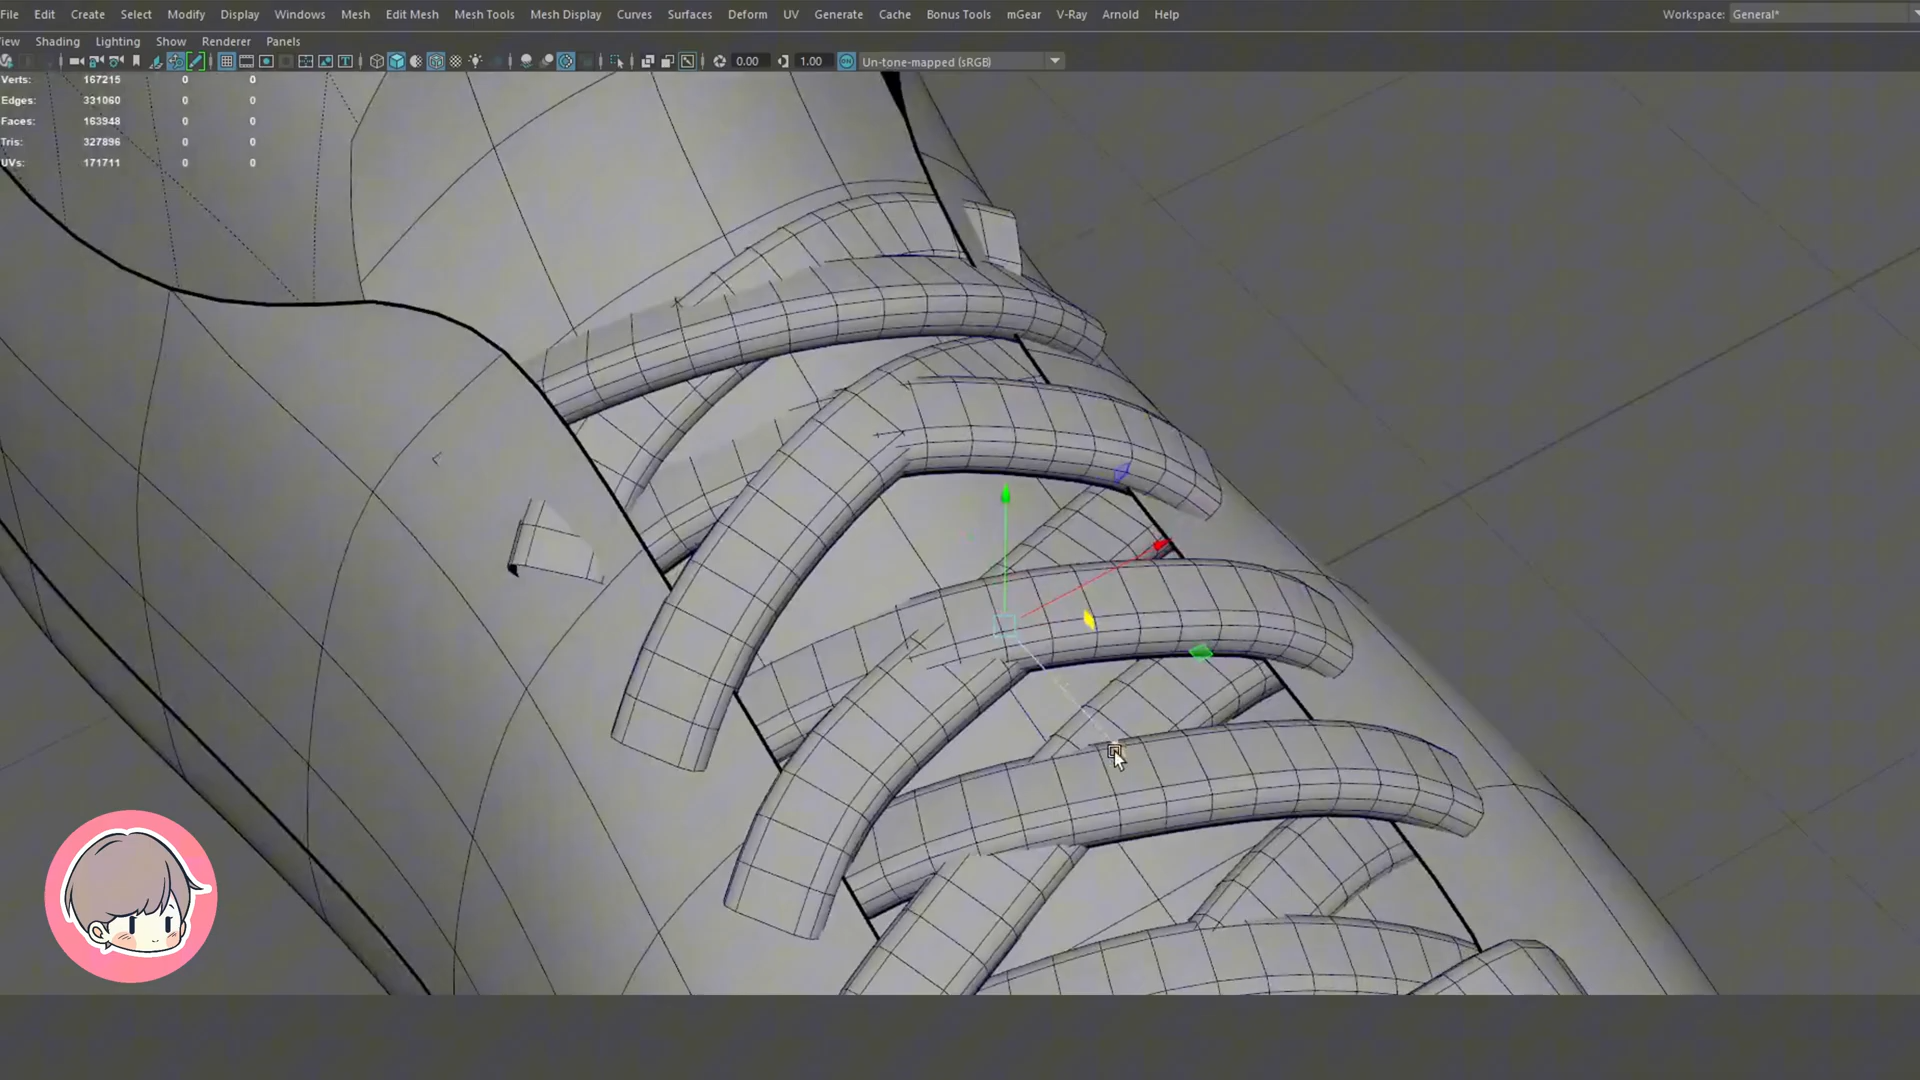 File Edit Create Select Modify Display Windows Mesh Edit Mesh Mesh Tools Mesh Display Curves Surfaces Deform UV Generate Cache Bonus Tools mGear V-Ray Arnold Help Workspace: General*
iew Shading Lighting Show Renderer Panels
0.00 1.00 ON Un-tone-mapped (sRGB)
Verts: 167215 0 0
Edges: 331060 0 0
Faces: 163948 0 0
Tris: 327896 0 0
UVs: 171711 0 0